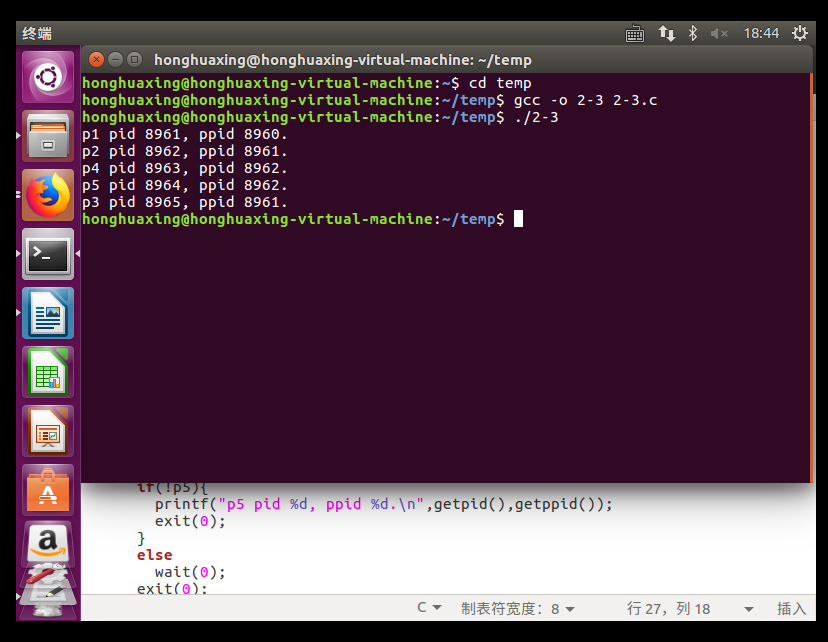 终端
18:44
honghuaxing@honghuaxing-virtual-machine: ~/temp
honghuaxing@honghuaxing-virtual-machine:~$ cd temp
honghuaxing@honghuaxing-virtual-machine:~/temp$ gcc -o 2-3 2-3.c
honghuaxing@honghuaxing-virtual-machine:~/temp$ ./2-3
p1 pid 8961, ppid 8960.
p2 pid 8962, ppid 8961.
p4 pid 8963, ppid 8962.
p5 pid 8964, ppid 8962.
p3 pid 8965, ppid 8961.
honghuaxing@honghuaxing-virtual-machine:~/temp$
if(!p5){
printf("p5 pid %d, ppid %d.\n",getpid(),getppid());
exit(0);
}
else
wait(0);
exit(0);
C 制表符宽度: 8 行 27, 列 18 插入